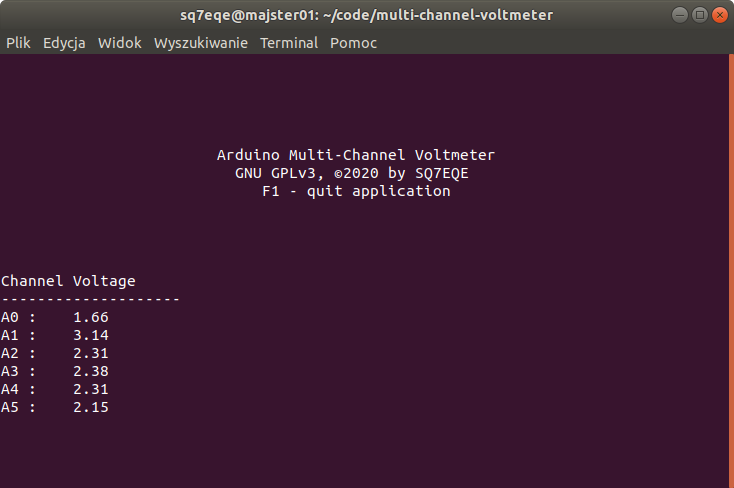 sq7eqe@majster01: ~/code/multi-channel-voltmeter
Plik Edycja Widok Wyszukiwanie Terminal Pomoc
Arduino Multi-Channel Voltmeter
GNU GPLv3, ©2020 by SQ7EQE
F1 - quit application
Channel Voltage
--------------------
A0 : 1.66
A1 : 3.14
A2 : 2.31
A3 : 2.38
A4 : 2.31
A5 : 2.15